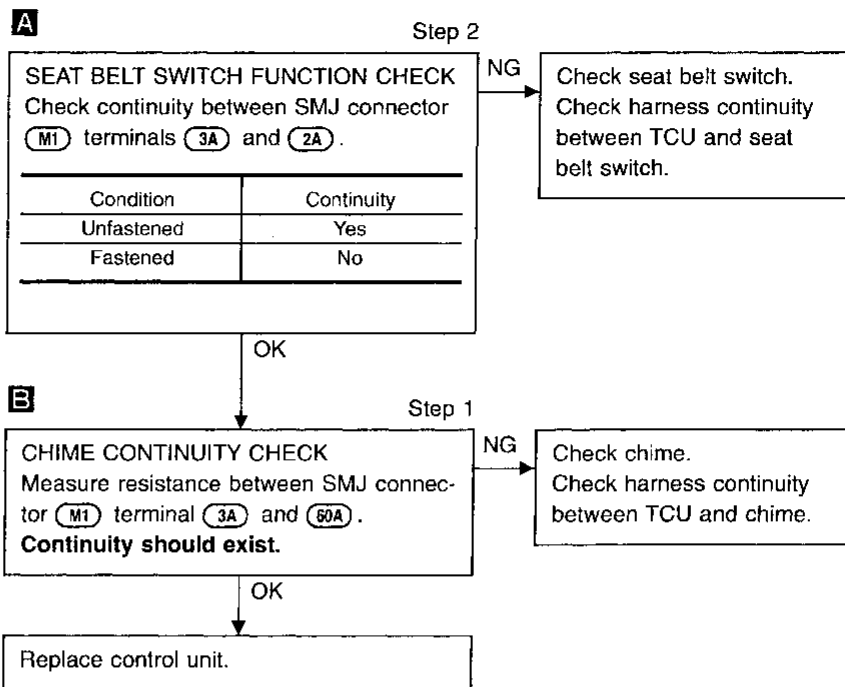 A
Step 2
SEAT BELT SWITCH FUNCTION CHECK
Check continuity between SMJ connector
M1 terminals 3A and 2A .
Condition Continuity
Unfastened Yes
Fastened No
NG
Check seat belt switch.
Check harness continuity
between TCU and seat
belt switch.
OK
B
Step 1
CHIME CONTINUITY CHECK
Measure resistance between SMJ connec-
tor M1 terminal 3A and 60A .
Continuity should exist.
NG
Check chime.
Check harness continuity
between TCU and chime.
OK
Replace control unit.